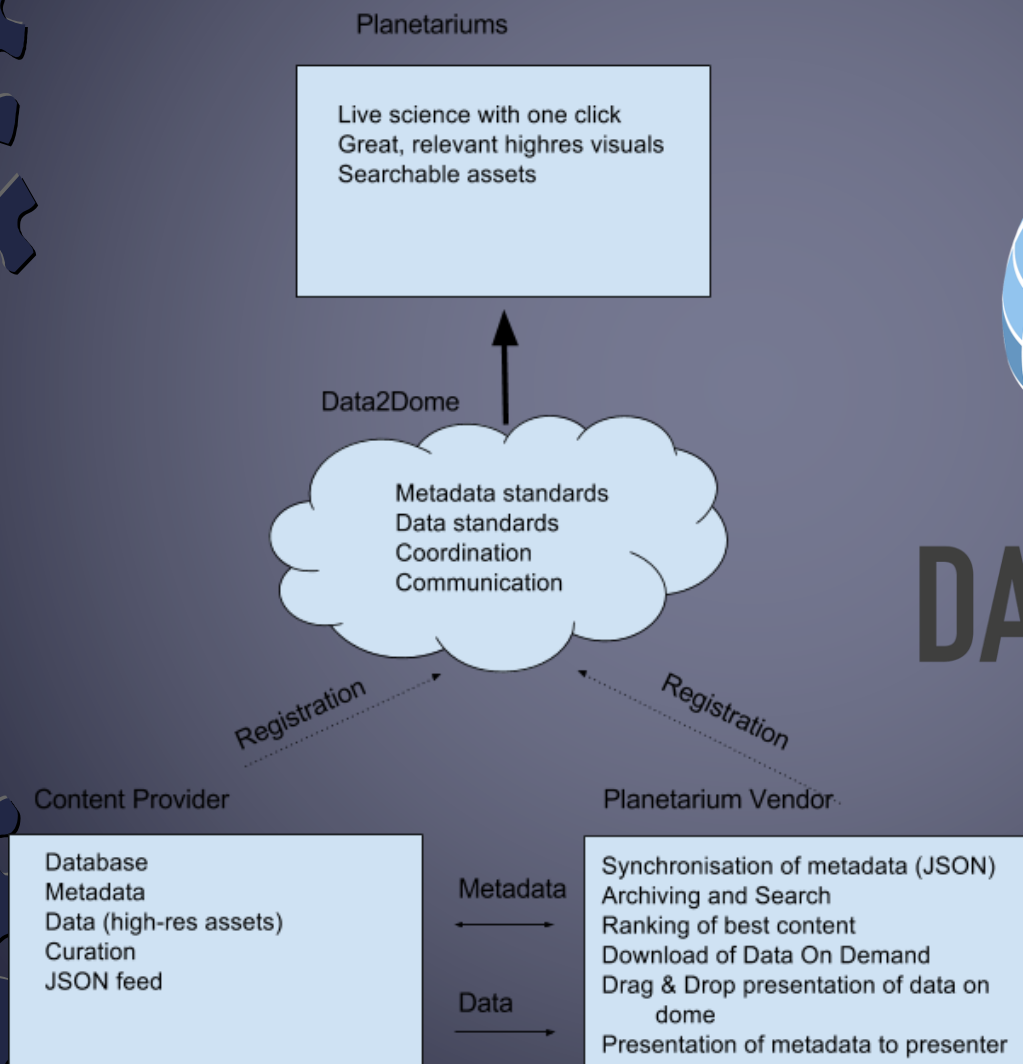 Planetariums
Live science with one click
Great, relevant highres visuals
Searchable assets
Data2Dome
Metadata standards
Data standards
Coordination
Communication
Registration
Registration
Content Provider
Database
Metadata
Data (high-res assets)
Curation
JSON feed
Metadata
Data
Planetarium Vendor
Synchronisation of metadata (JSON)
Archiving and Search
Ranking of best content
Download of Data On Demand
Drag & Drop presentation of data on
dome
Presentation of metadata to presenter
DA